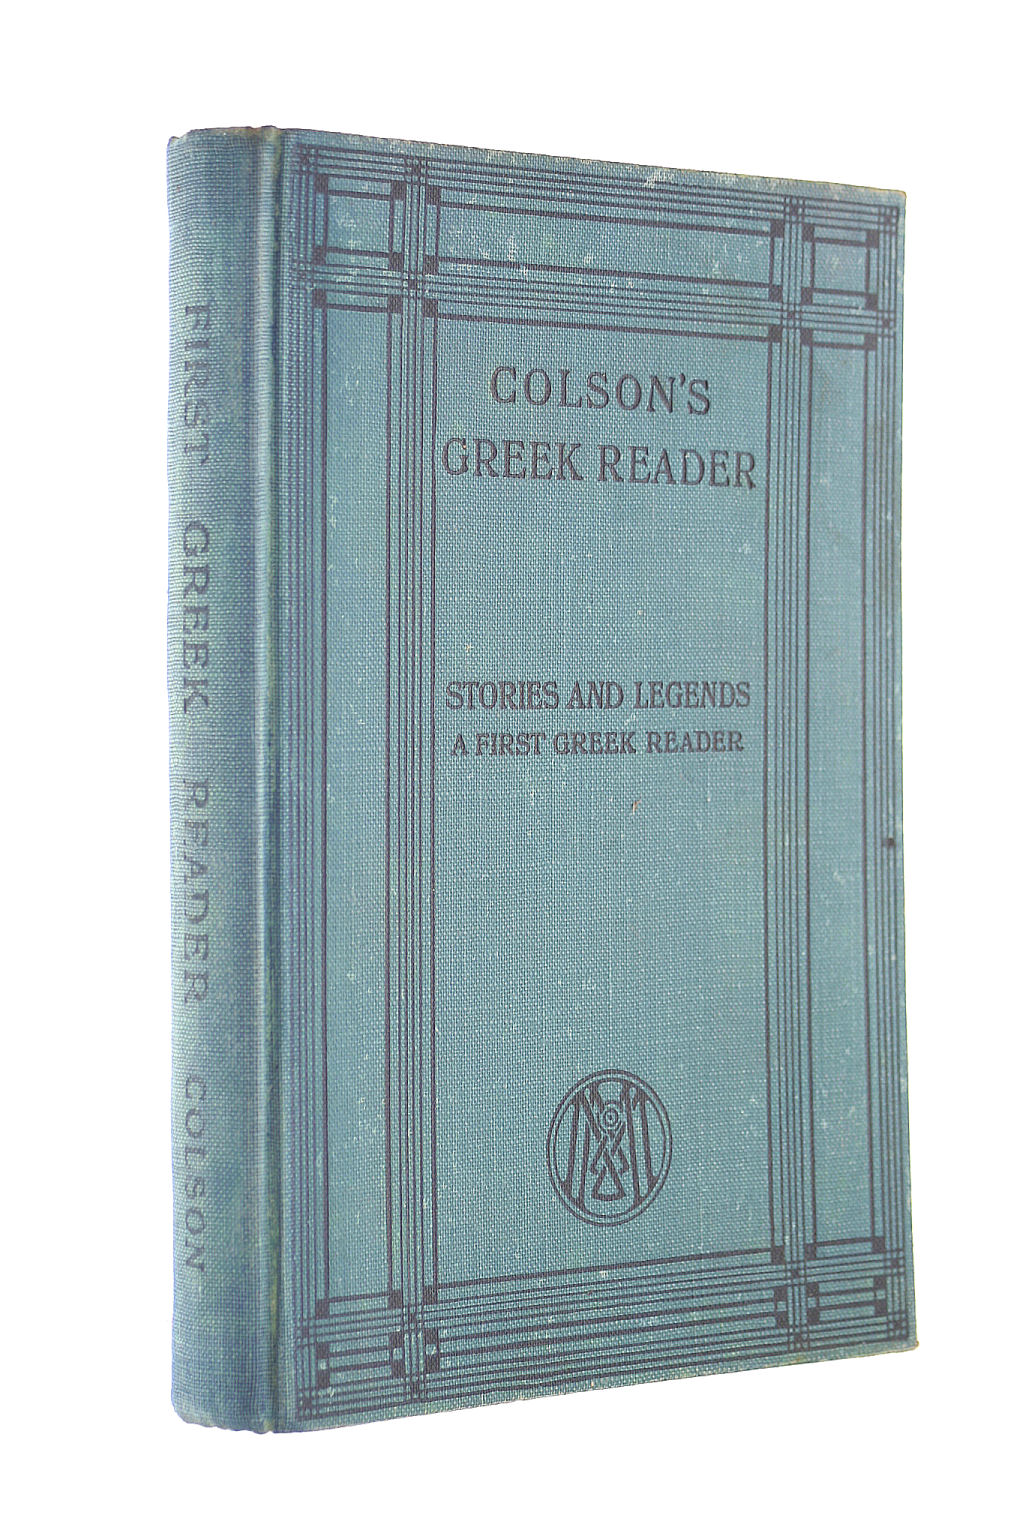 COLSON'S
GREEK READER
STORIES AND LEGENDS
A FIRST GREEK READER
FIRST GREEK READER COLSON